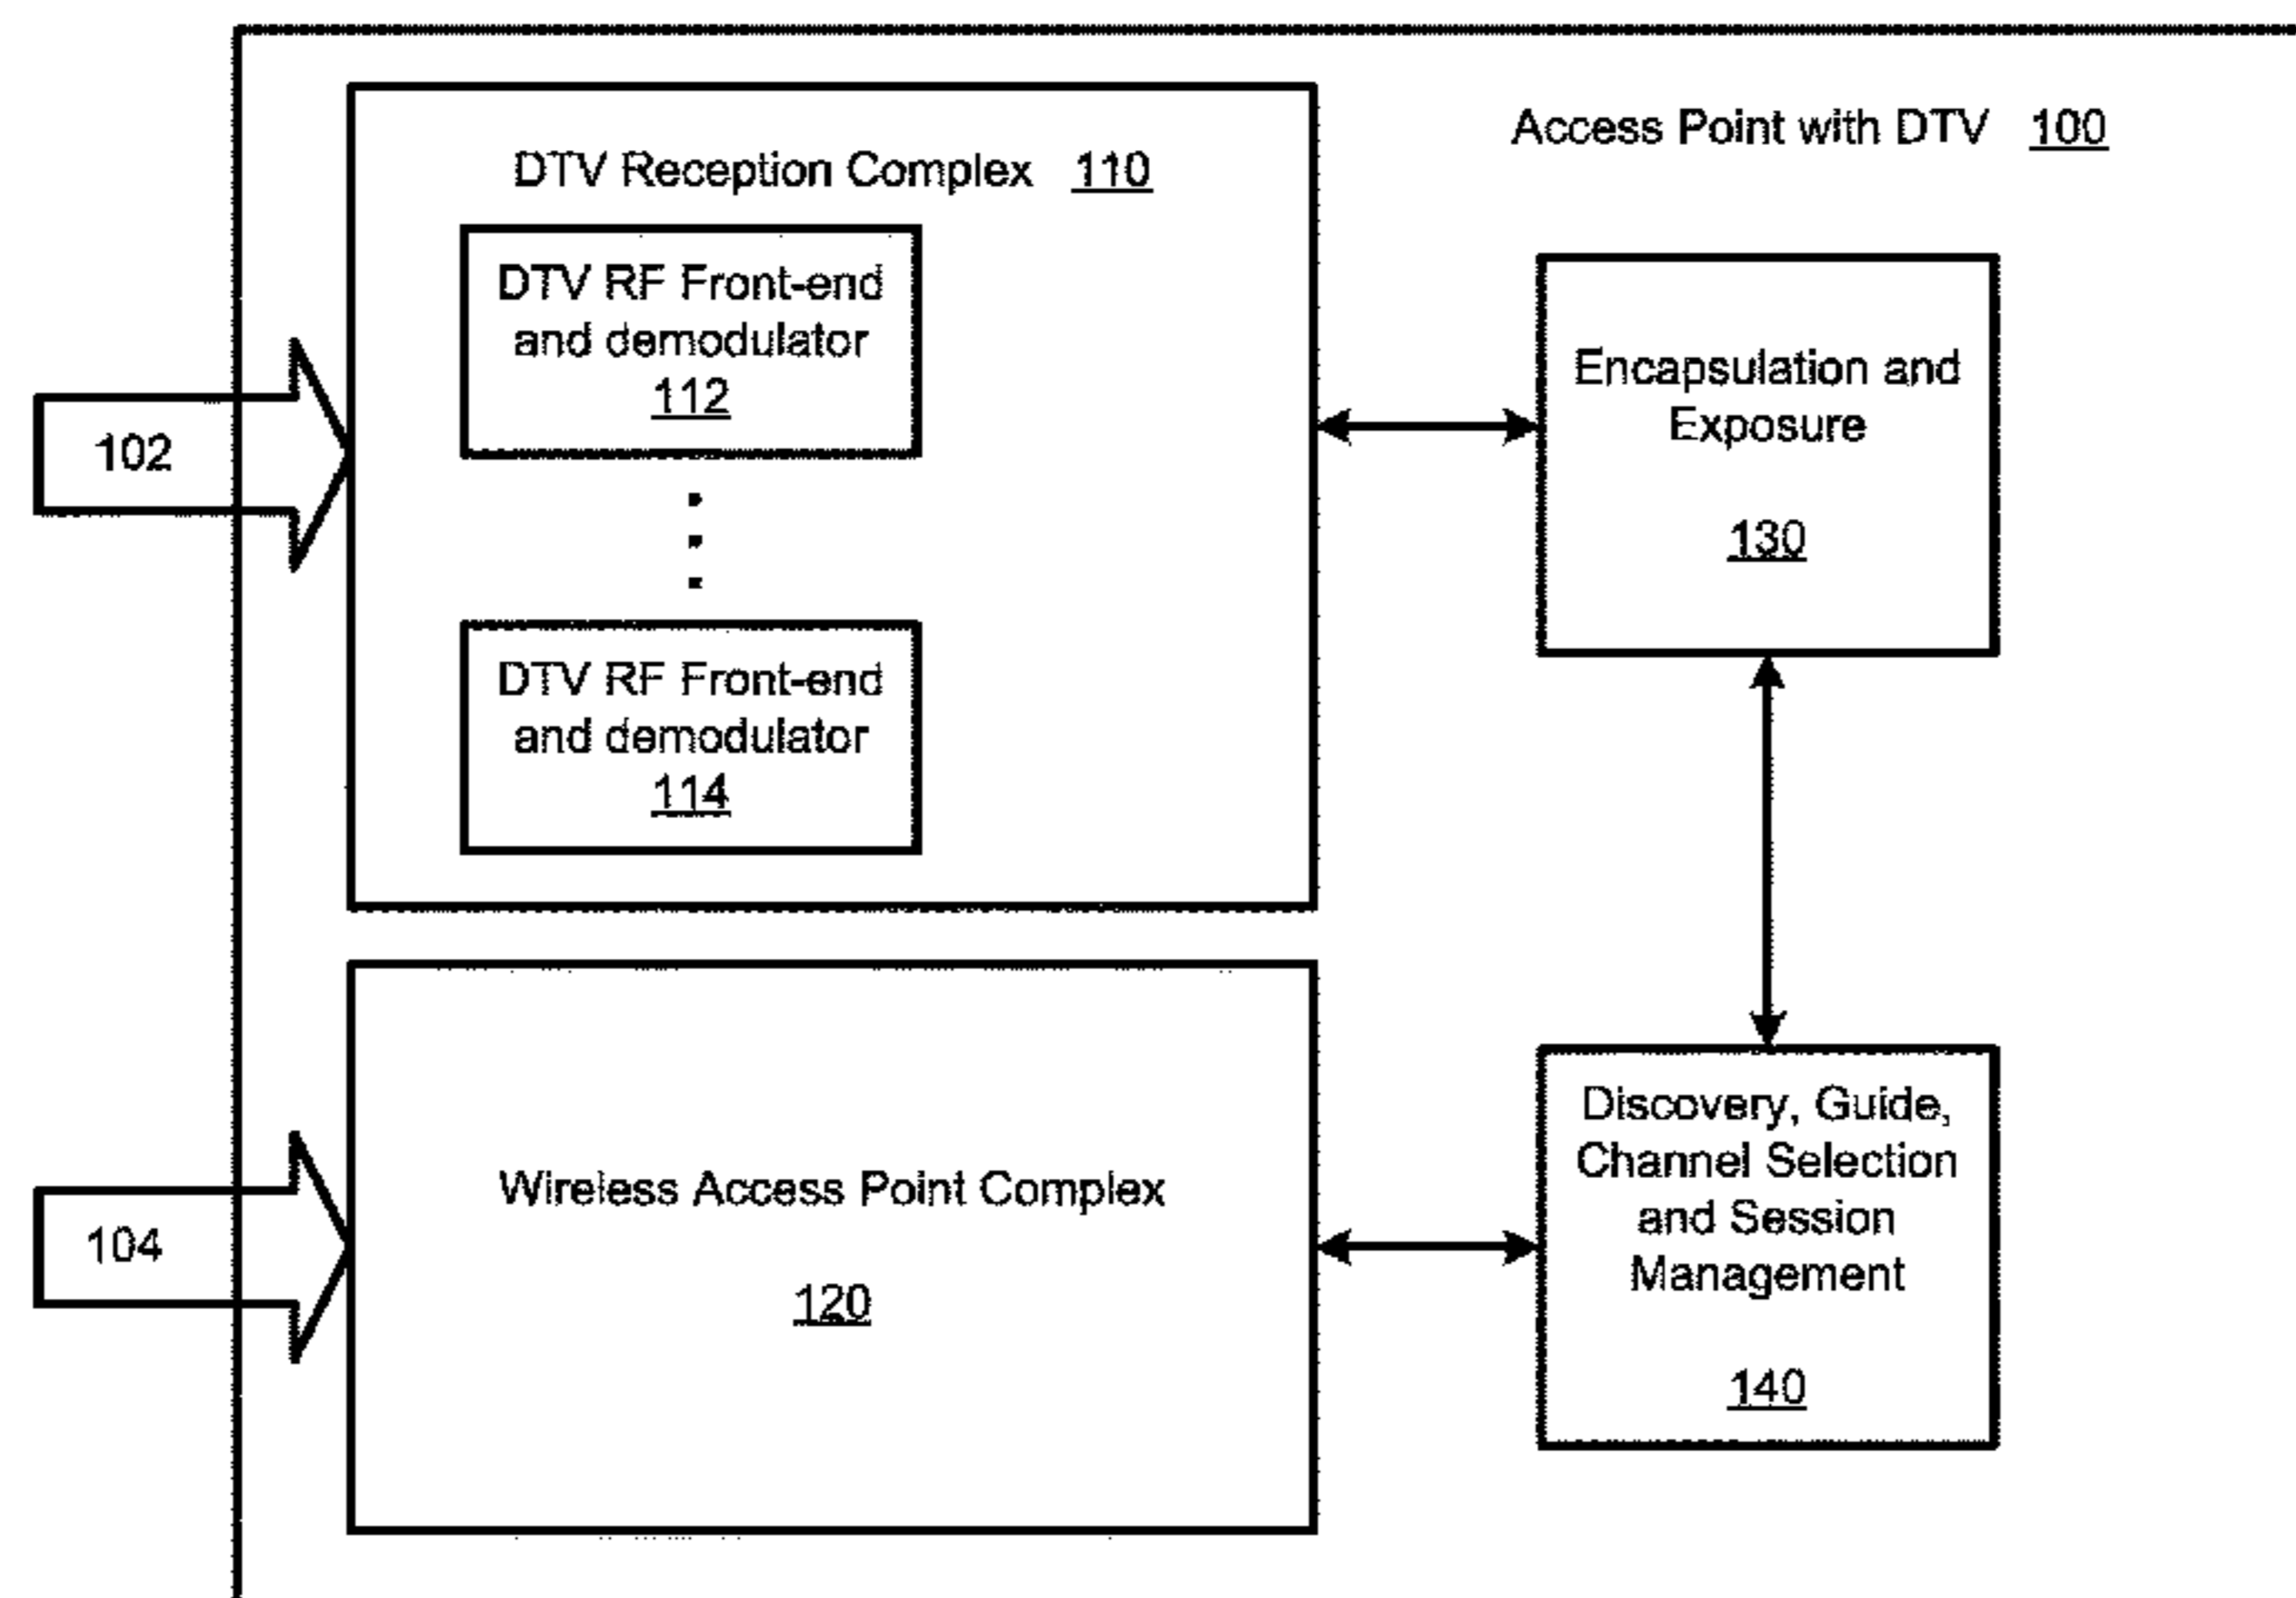 Access Point with DTV 100
DTV Reception Complex 110
DTV RF Front-end
and demodulator
112
DTV RF Front-end
and demodulator
114
102
Encapsulation and
Exposure
130
Wireless Access Point Complex
120
104
Discovery, Guide,
Channel Selection
and Session
Management
140